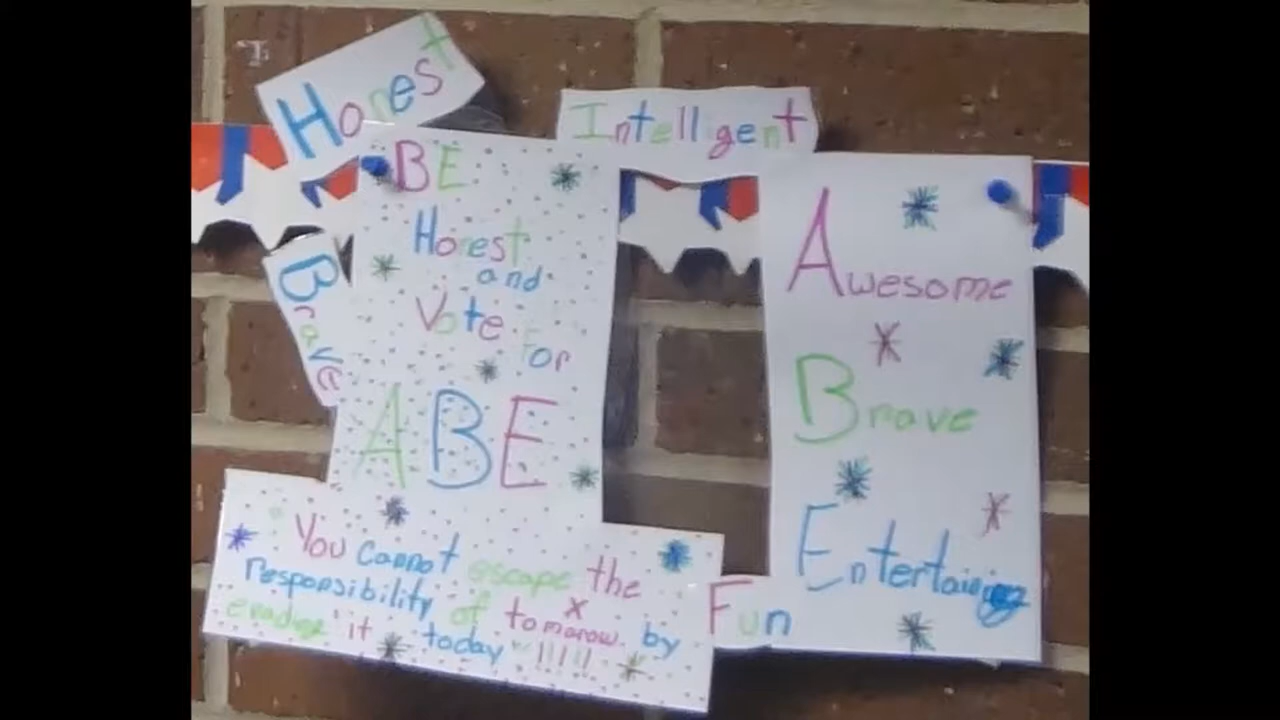 Honest
Intelligent
Brave
BE
Honest
and
Vote
for
ABE
You cannot escape the
responsibility of tomarow by
evading it today !!!!!
Fun
Awesome
Brave
Entertaining